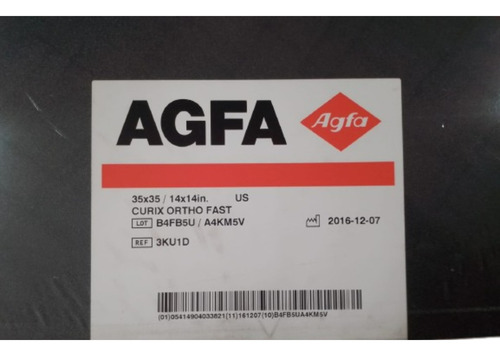 AGFA
Agfa
35x35 / 14x14in. US
CURIX ORTHO FAST
LOT B4FB5U / A4KM5V
2016-12-07
REF 3KU1D
(01)05414904033821(11)161207(10)B4FB5UA4KM5V